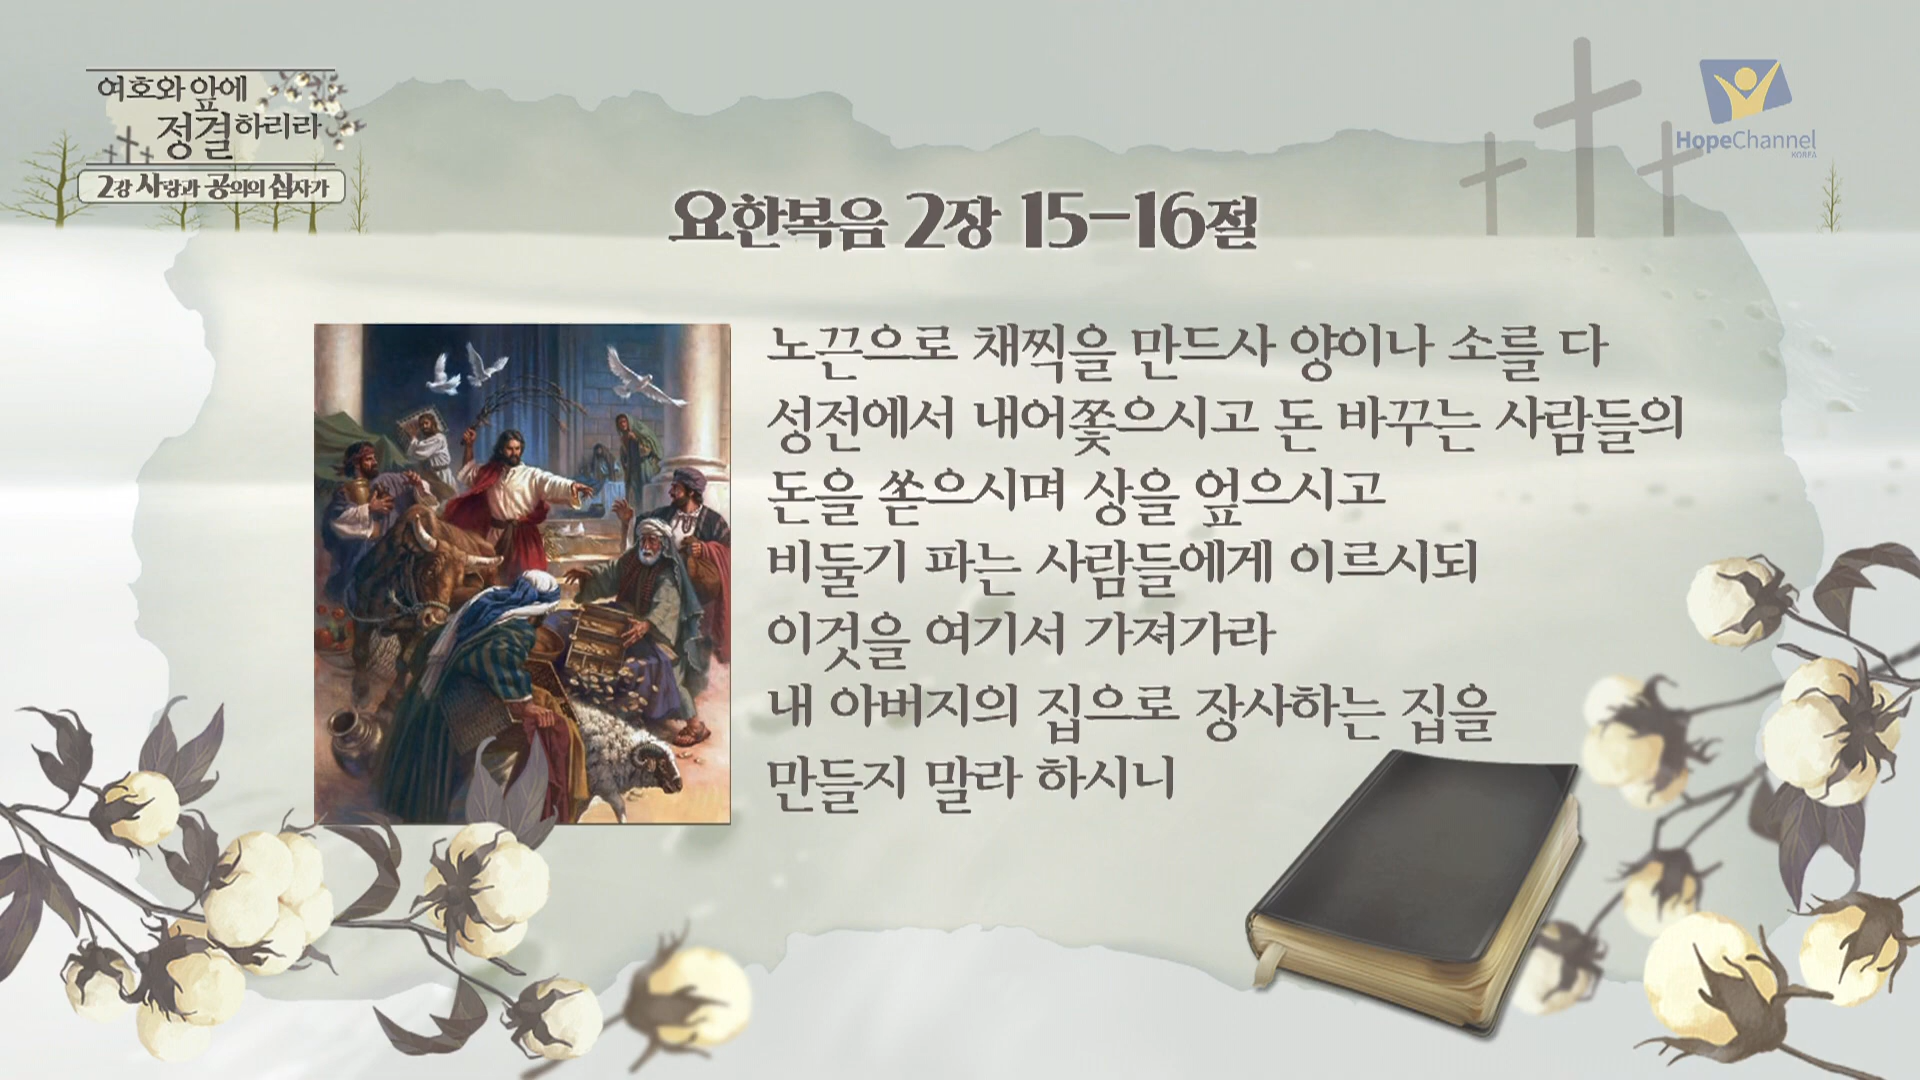 여호와 앞에
정결하리라
2강 사랑과 공의의 십자가
HopeChannel
KOREA
요한복음 2장 15-16절
노끈으로 채찍을 만드사 양이나 소를 다
성전에서 내어쫓으시고 돈 바꾸는 사람들의
돈을 쏟으시며 상을 엎으시고
비둘기 파는 사람들에게 이르시되
이것을 여기서 가져가라
내 아버지의 집으로 장사하는 집을
만들지 말라 하시니